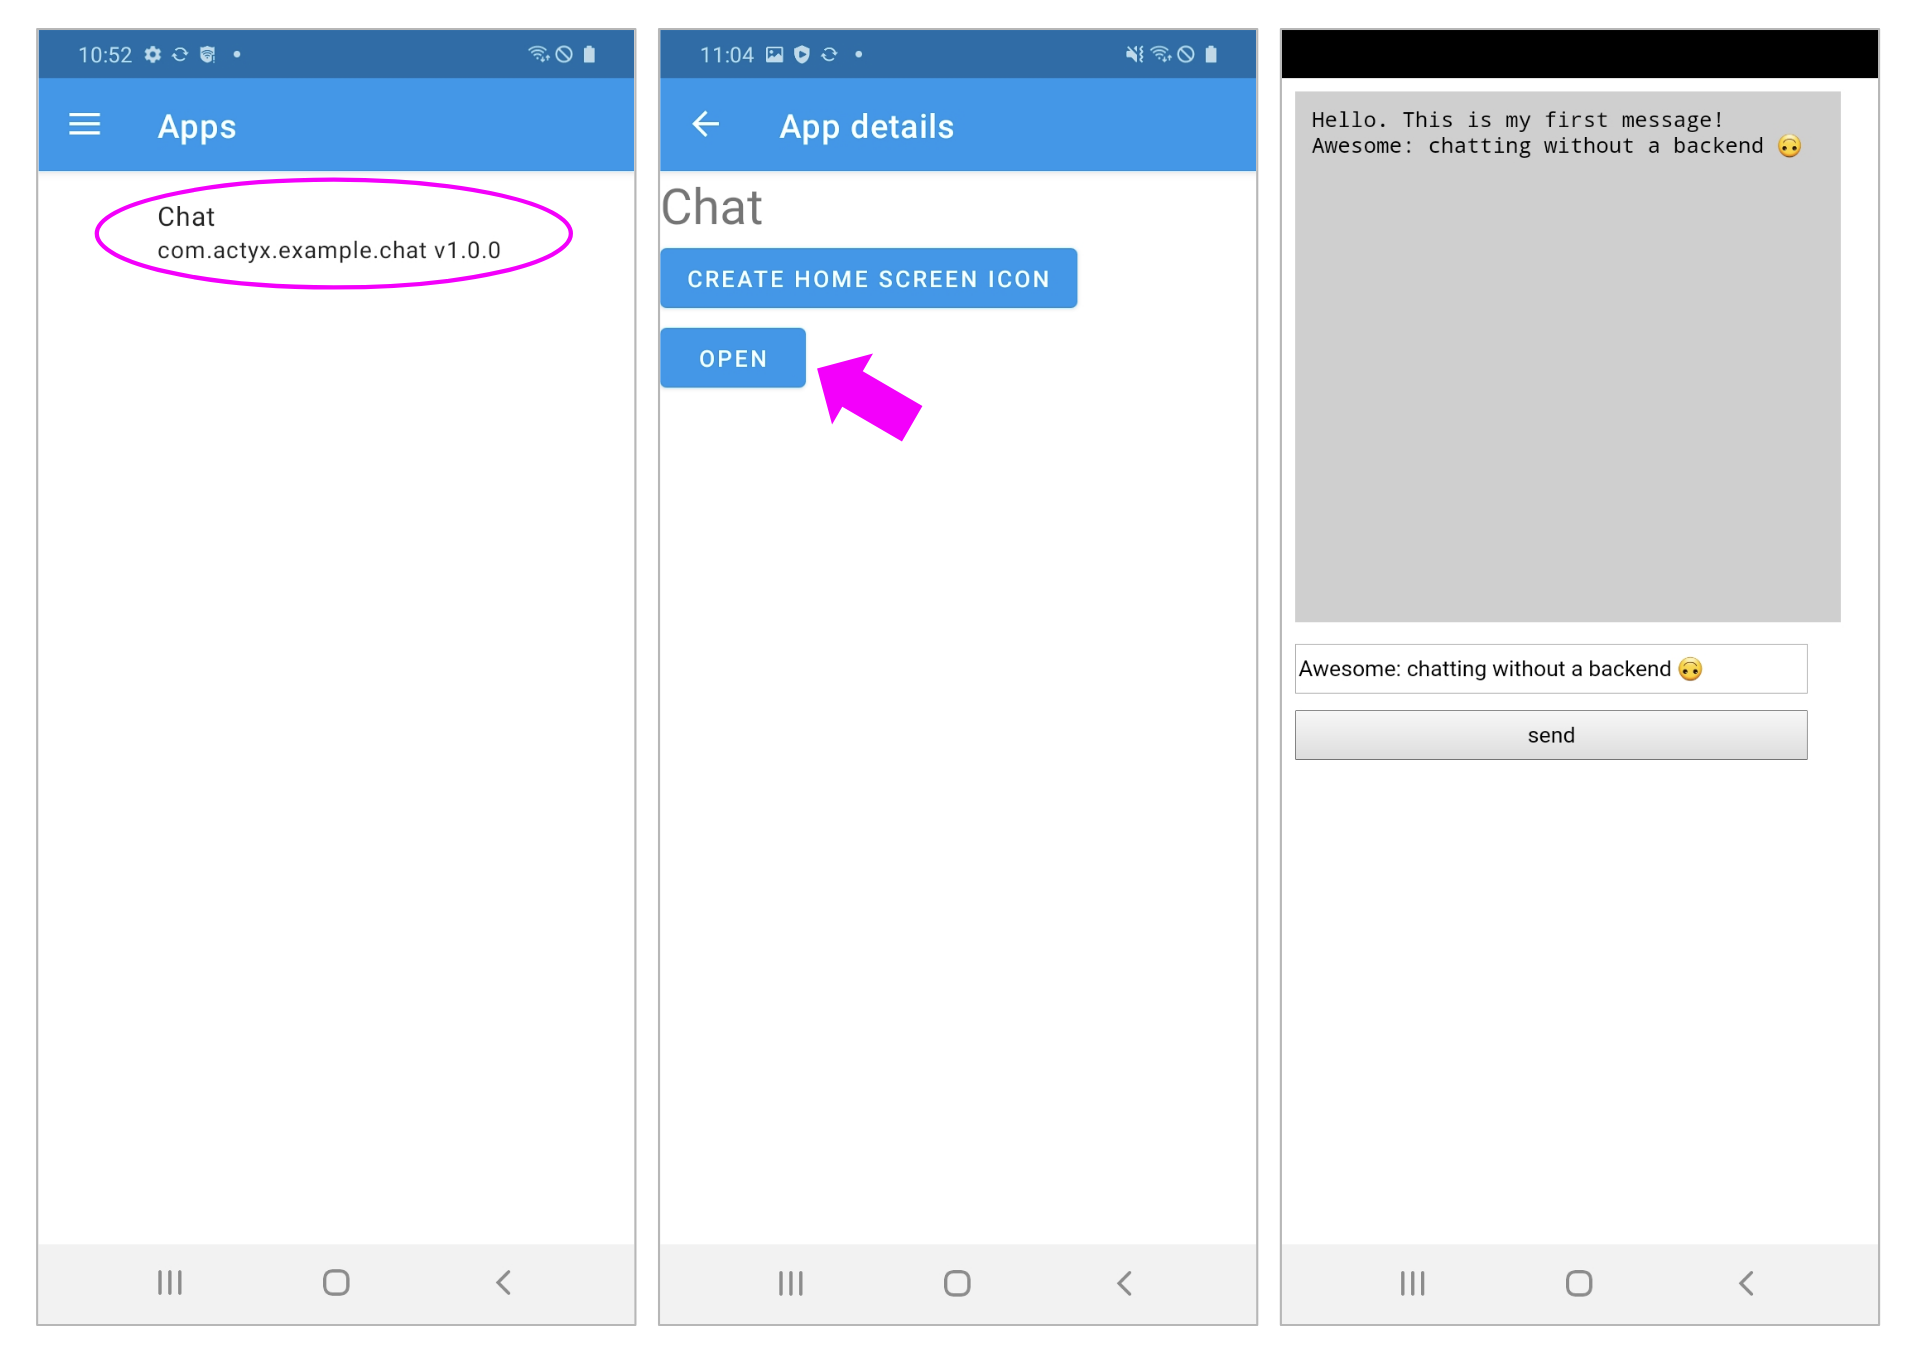 10:52
Apps
Chat
com.actyx.example.chat v1.0.0
11:04
App details
Chat
CREATE HOME SCREEN ICON
OPEN
Hello. This is my first message!
Awesome: chatting without a backend 🙃
Awesome: chatting without a backend 🙃
send